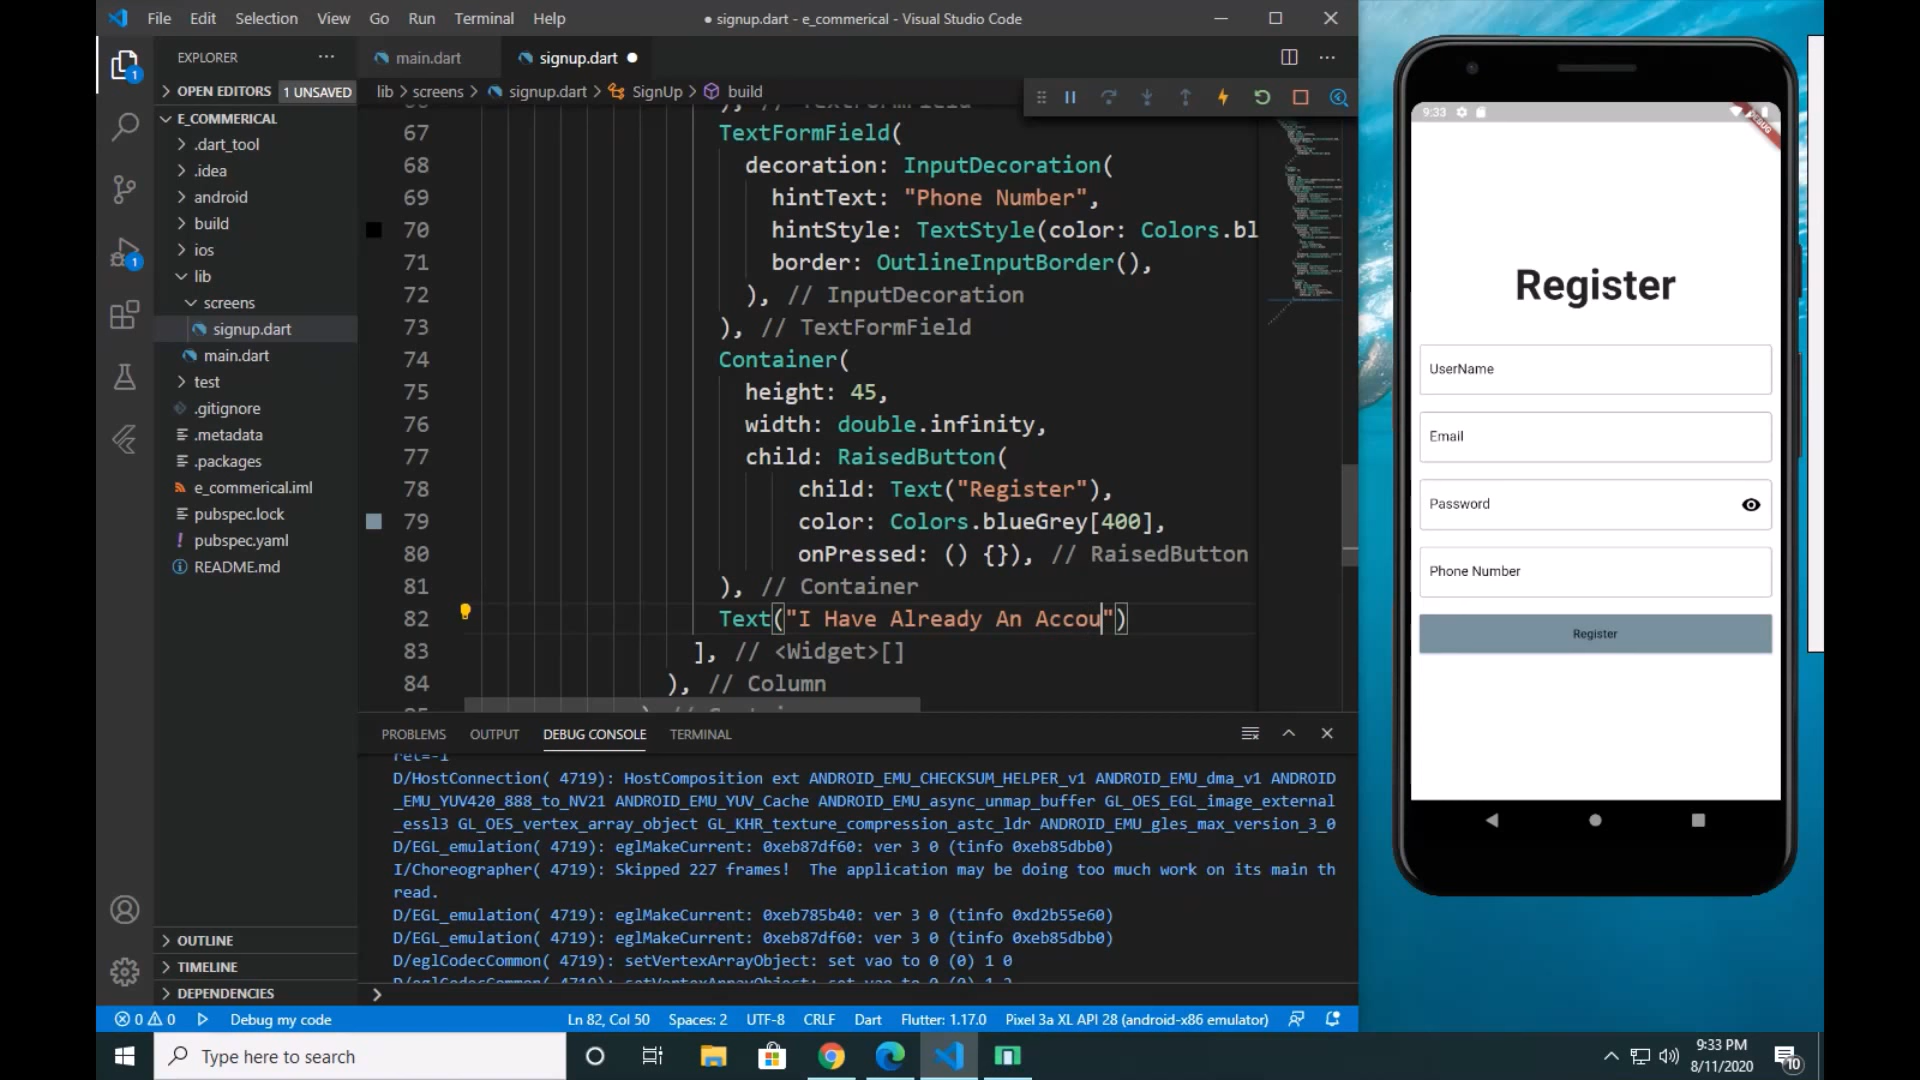 File Edit Selection View Go Run Terminal Help
● signup.dart - e_commerical - Visual Studio Code
EXPLORER
OPEN EDITORS 1 UNSAVED
E_COMMERICAL
.dart_tool
.idea
android
build
ios
lib
screens
signup.dart
main.dart
test
.gitignore
.metadata
.packages
e_commerical.iml
pubspec.lock
pubspec.yaml
README.md
OUTLINE
TIMELINE
DEPENDENCIES
1
1
main.dart
signup.dart
lib > screens > signup.dart > SignUp > build
67 TextFormField(
68 decoration: InputDecoration(
69 hintText: "Phone Number",
70 hintStyle: TextStyle(color: Colors.bl
71 border: OutlineInputBorder(),
72 ), // InputDecoration
73 ), // TextFormField
74 Container(
75 height: 45,
76 width: double.infinity,
77 child: RaisedButton(
78 child: Text("Register"),
79 color: Colors.blueGrey[400],
80 onPressed: () {}), // RaisedButton
81 ), // Container
82 Text("I Have Already An Accou")
83 ], // <Widget>[]
84 ), // Column
PROBLEMS OUTPUT DEBUG CONSOLE TERMINAL
ret=-1
D/HostConnection( 4719): HostComposition ext ANDROID_EMU_CHECKSUM_HELPER_v1 ANDROID_EMU_dma_v1 ANDROID
_EMU_YUV420_888_to_NV21 ANDROID_EMU_YUV_Cache ANDROID_EMU_async_unmap_buffer GL_OES_EGL_image_external
_essl3 GL_OES_vertex_array_object GL_KHR_texture_compression_astc_ldr ANDROID_EMU_gles_max_version_3_0
D/EGL_emulation( 4719): eglMakeCurrent: 0xeb87df60: ver 3 0 (tinfo 0xeb85dbb0)
I/Choreographer( 4719): Skipped 227 frames!  The application may be doing too much work on its main th
read.
D/EGL_emulation( 4719): eglMakeCurrent: 0xeb785b40: ver 3 0 (tinfo 0xd2b55e60)
D/EGL_emulation( 4719): eglMakeCurrent: 0xeb87df60: ver 3 0 (tinfo 0xeb85dbb0)
D/eglCodecCommon( 4719): setVertexArrayObject: set vao to 0 (0) 1 0
0 0 Debug my code
Ln 82, Col 50 Spaces: 2 UTF-8 CRLF Dart Flutter: 1.17.0 Pixel 3a XL API 28 (android-x86 emulator)
9:33
DEBUG
Register
UserName
Email
Password
Phone Number
Register
Type here to search
9:33 PM
8/11/2020
10